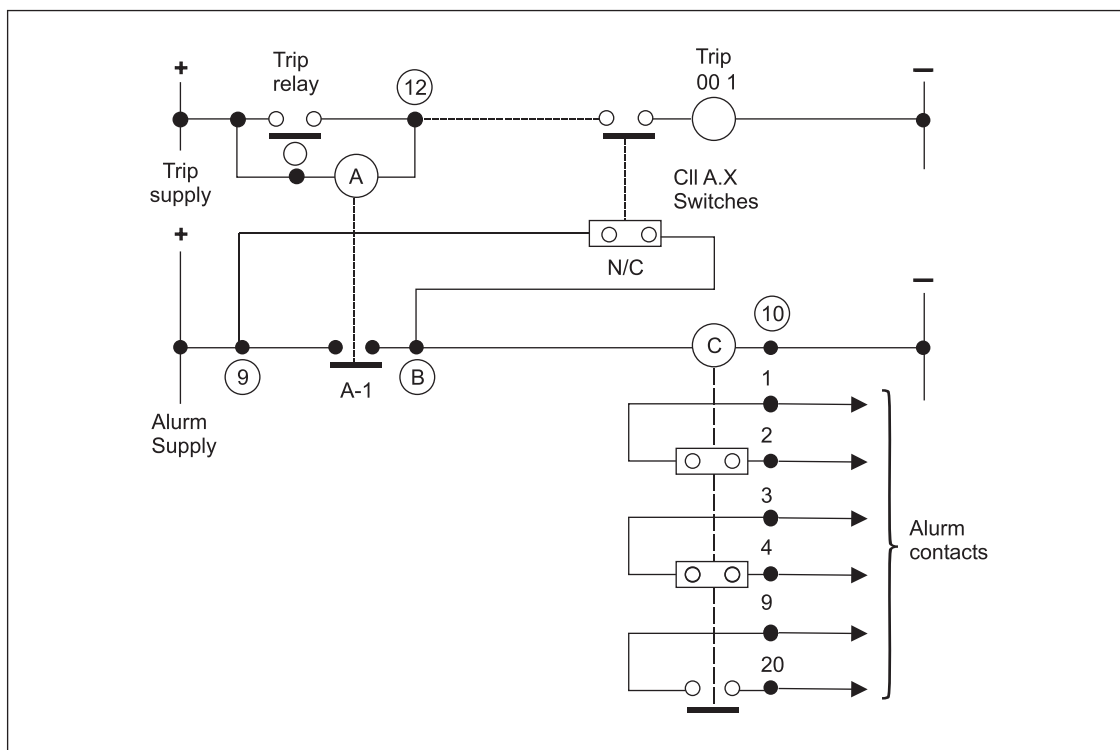 +
Trip
relay
12
Trip
00 1
−
Trip
supply
A
CII A.X
Switches
+
N/C
−
10
C
9
A-1
B
1
Alurm
Supply
2
3
4
Alurm
contacts
9
20